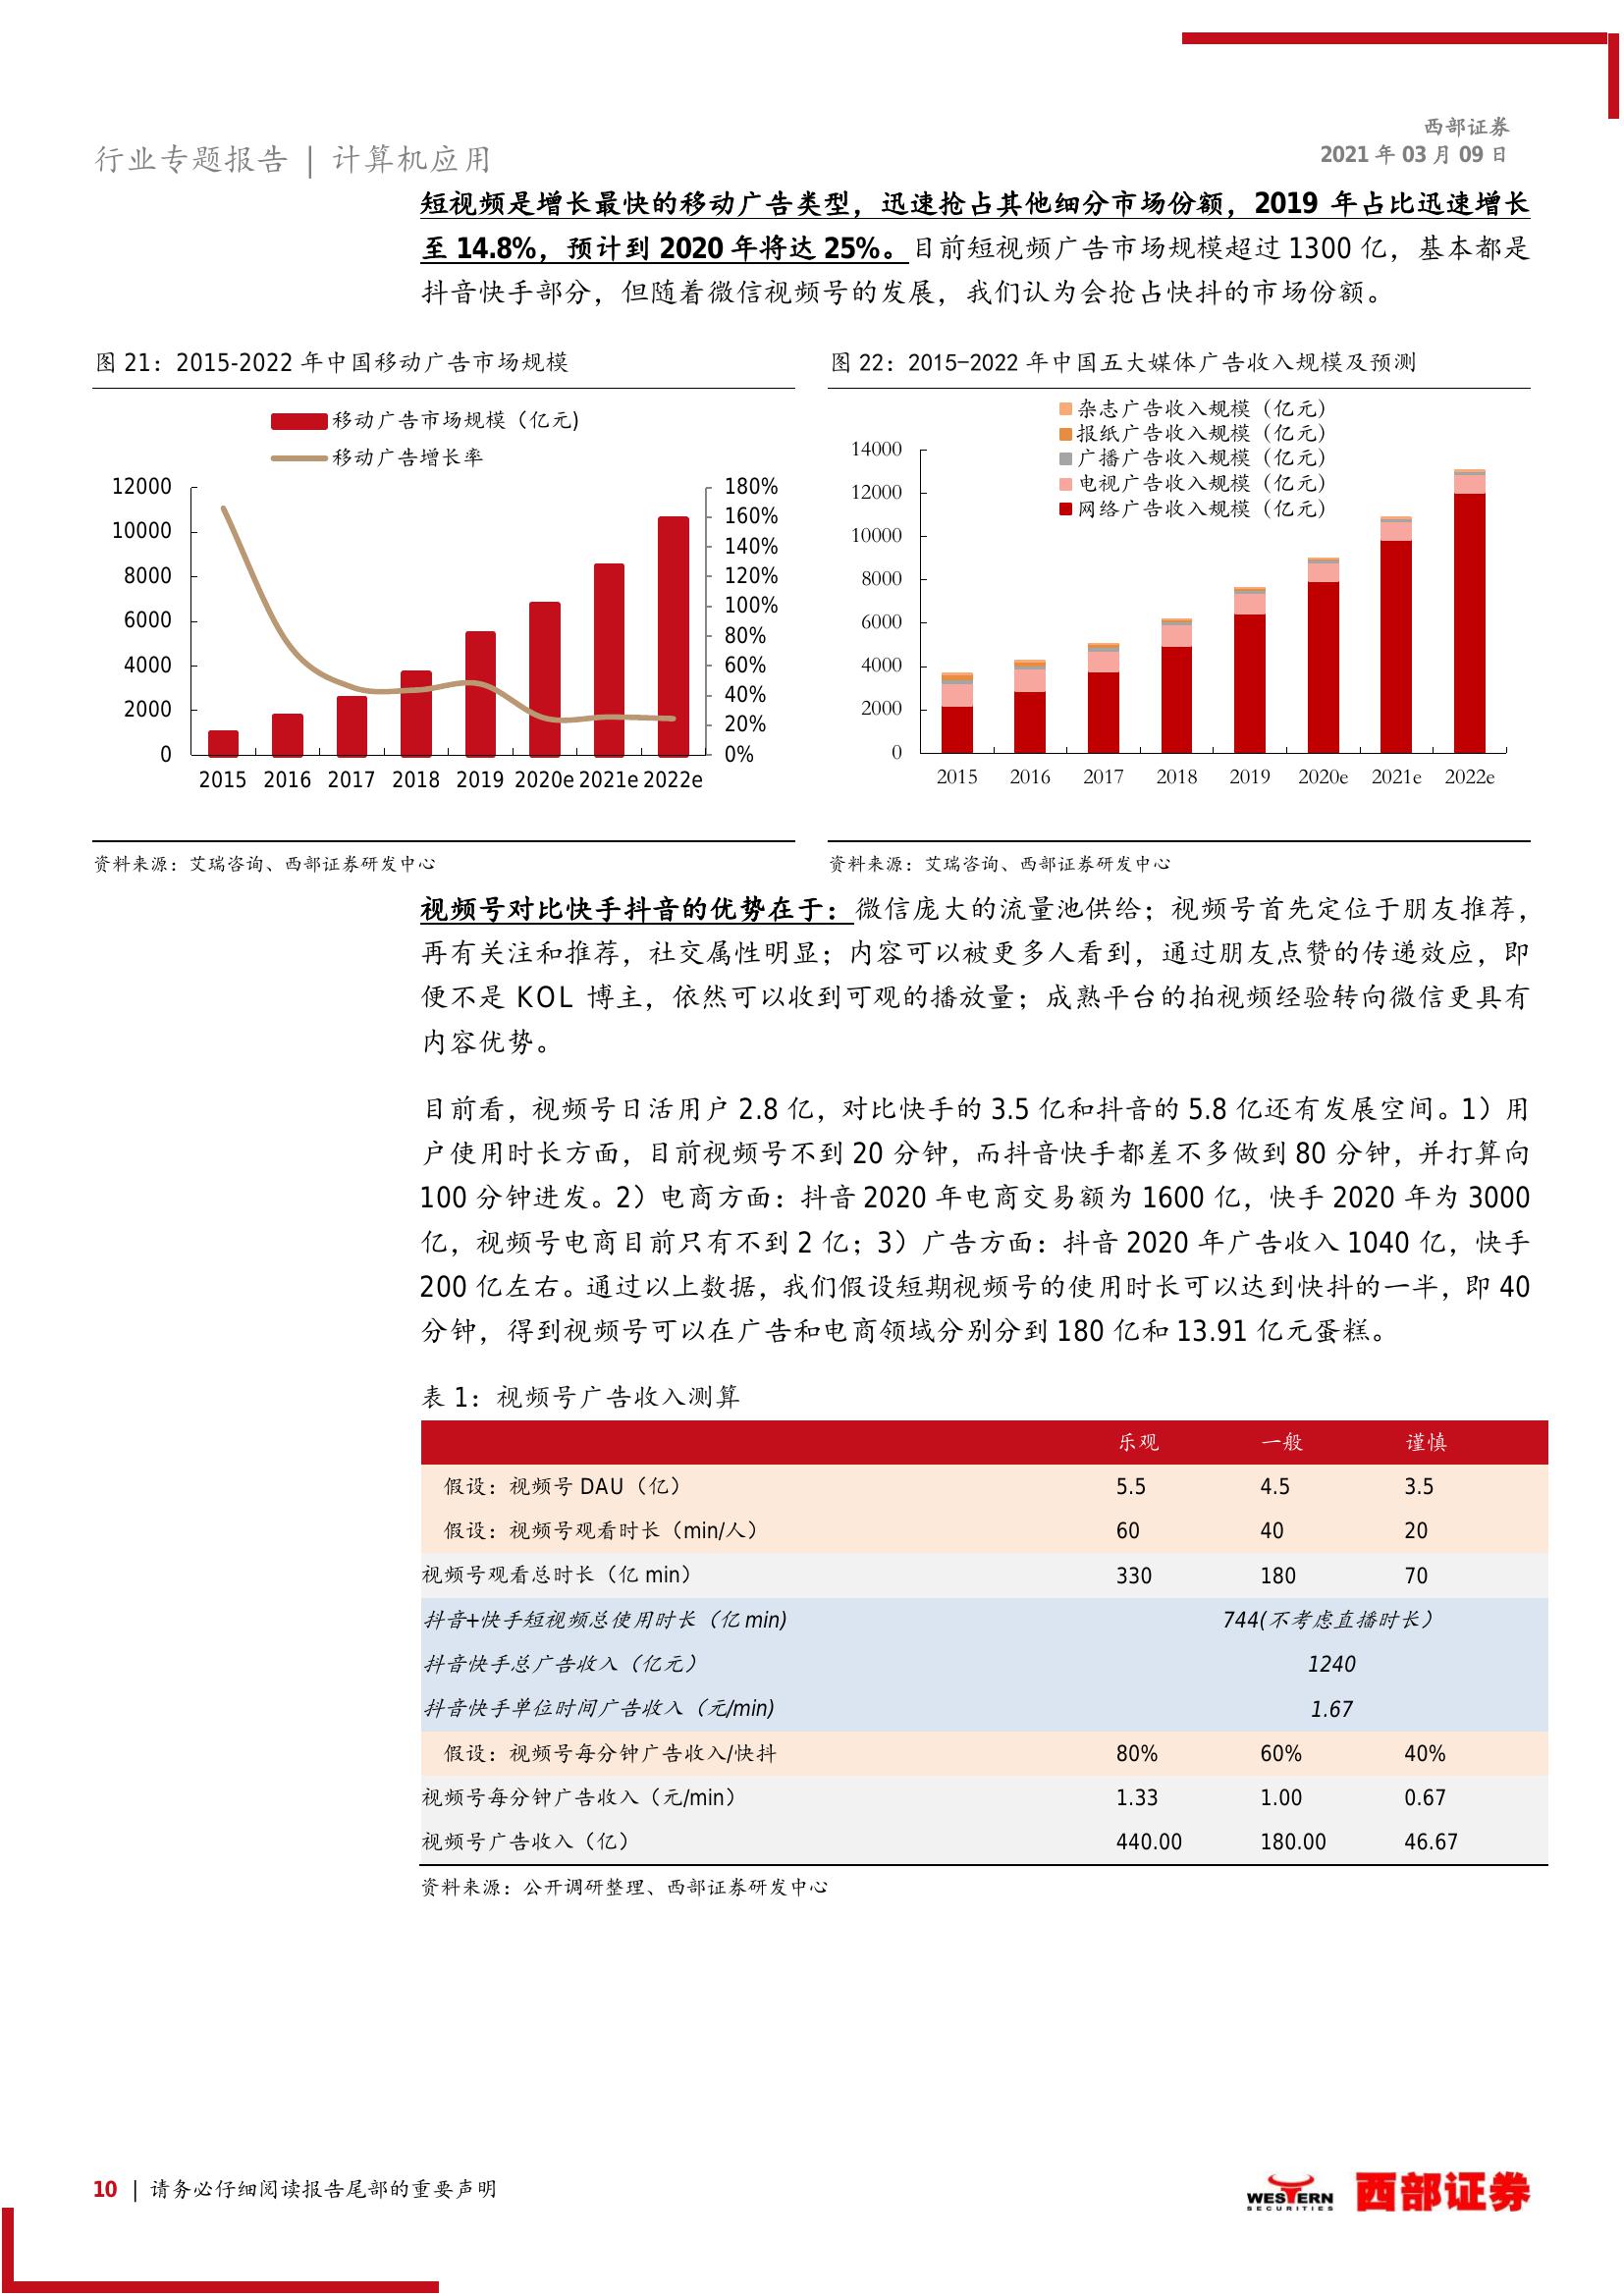 西部证券
2021 年 03 月 09 日
行业专题报告 | 计算机应用
短视频是增长最快的移动广告类型，迅速抢占其他细分市场份额，2019 年占比迅速增长
至 14.8%，预计到 2020 年将达 25%。目前短视频广告市场规模超过 1300 亿，基本都是
抖音快手部分，但随着微信视频号的发展，我们认为会抢占快抖的市场份额。
图 21：2015-2022 年中国移动广告市场规模
移动广告市场规模（亿元)
移动广告增长率
12000
10000
8000
6000
4000
2000
0
180%
160%
140%
120%
100%
80%
60%
40%
20%
0%
2015 2016 2017 2018 2019 2020e 2021e 2022e
资料来源：艾瑞咨询、西部证券研发中心
图 22：2015-2022 年中国五大媒体广告收入规模及预测
杂志广告收入规模（亿元）
报纸广告收入规模（亿元）
广播广告收入规模（亿元）
电视广告收入规模（亿元）
网络广告收入规模（亿元）
14000
12000
10000
8000
6000
4000
2000
0
2015 2016 2017 2018 2019 2020e 2021e 2022e
资料来源：艾瑞咨询、西部证券研发中心
视频号对比快手抖音的优势在于：微信庞大的流量池供给；视频号首先定位于朋友推荐，
再有关注和推荐，社交属性明显；内容可以被更多人看到，通过朋友点赞的传递效应，即
便不是 KOL 博主，依然可以收到可观的播放量；成熟平台的拍视频经验转向微信更具有
内容优势。
目前看，视频号日活用户 2.8 亿，对比快手的 3.5 亿和抖音的 5.8 亿还有发展空间。1）用
户使用时长方面，目前视频号不到 20 分钟，而抖音快手都差不多做到 80 分钟，并打算向
100 分钟进发。2）电商方面：抖音 2020 年电商交易额为 1600 亿，快手 2020 年为 3000
亿，视频号电商目前只有不到 2 亿；3）广告方面：抖音 2020 年广告收入 1040 亿，快手
200 亿左右。通过以上数据，我们假设短期视频号的使用时长可以达到快抖的一半，即 40
分钟，得到视频号可以在广告和电商领域分别分到 180 亿和 13.91 亿元蛋糕。
表 1：视频号广告收入测算
乐观 一般 谨慎
假设：视频号 DAU（亿） 5.5 4.5 3.5
假设：视频号观看时长（min/人） 60 40 20
视频号观看总时长（亿 min） 330 180 70
抖音+快手短视频总使用时长（亿 min) 744(不考虑直播时长）
抖音快手总广告收入（亿元） 1240
抖音快手单位时间广告收入（元/min) 1.67
假设：视频号每分钟广告收入/快抖 80% 60% 40%
视频号每分钟广告收入（元/min） 1.33 1.00 0.67
视频号广告收入（亿） 440.00 180.00 46.67
资料来源：公开调研整理、西部证券研发中心
10 | 请务必仔细阅读报告尾部的重要声明
WESTERN
SECURITIES
西部证券